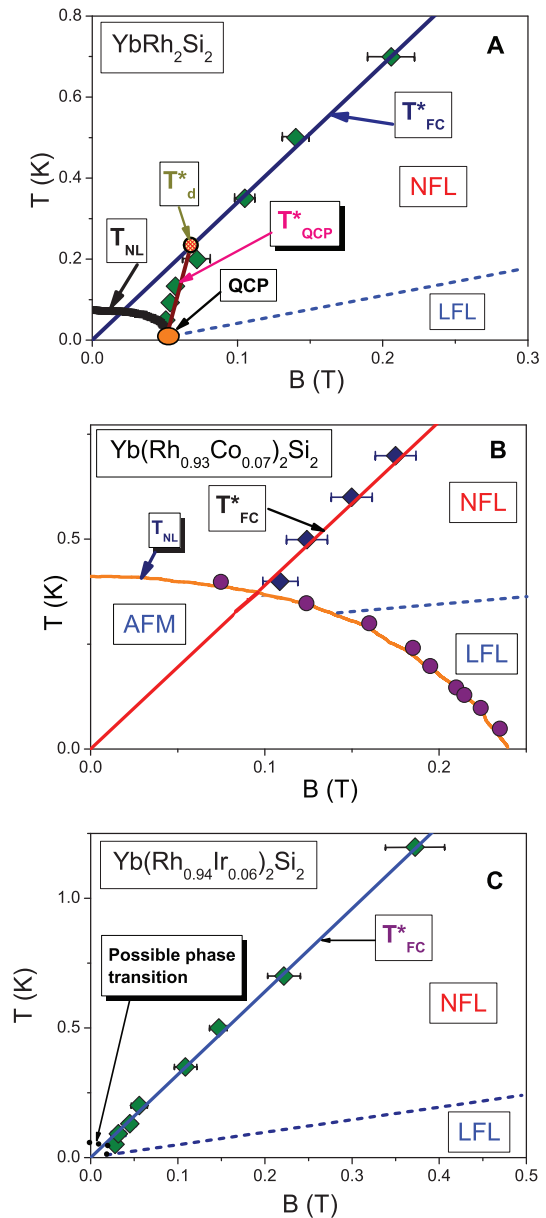 YbRh₂Si₂
A
0.8
0.6
0.4
0.2
0.0
T (K)
T*FC
NFL
T*d
T*QCP
TNL
QCP
LFL
0.0
0.1
0.2
0.3
B (T)
Yb(Rh0.93Co0.07)₂Si₂
B
T*FC
NFL
TNL
0.5
0.0
T (K)
AFM
LFL
0.0
0.1
0.2
B (T)
Yb(Rh0.94Ir0.06)₂Si₂
C
1.0
0.5
0.0
T (K)
T*FC
Possible phase
transition
NFL
LFL
0.0
0.1
0.2
0.3
0.4
0.5
B (T)